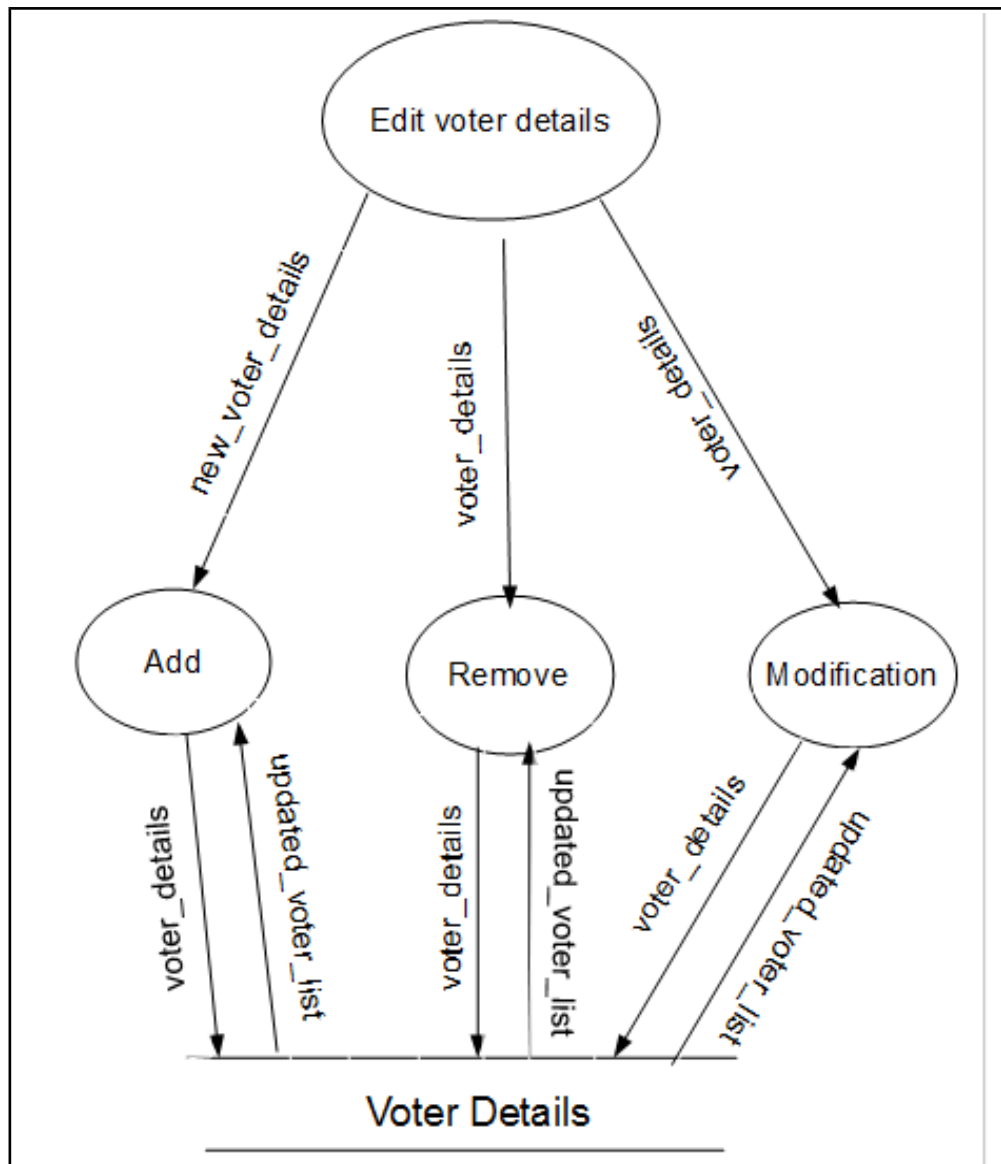 Edit voter details
new_voter_details
voter_details
voter_details
Add
Remove
Modification
voter_details
updated_voter_list
voter_details
updated_voter_list
voter_details
updated_voter_list
Voter Details